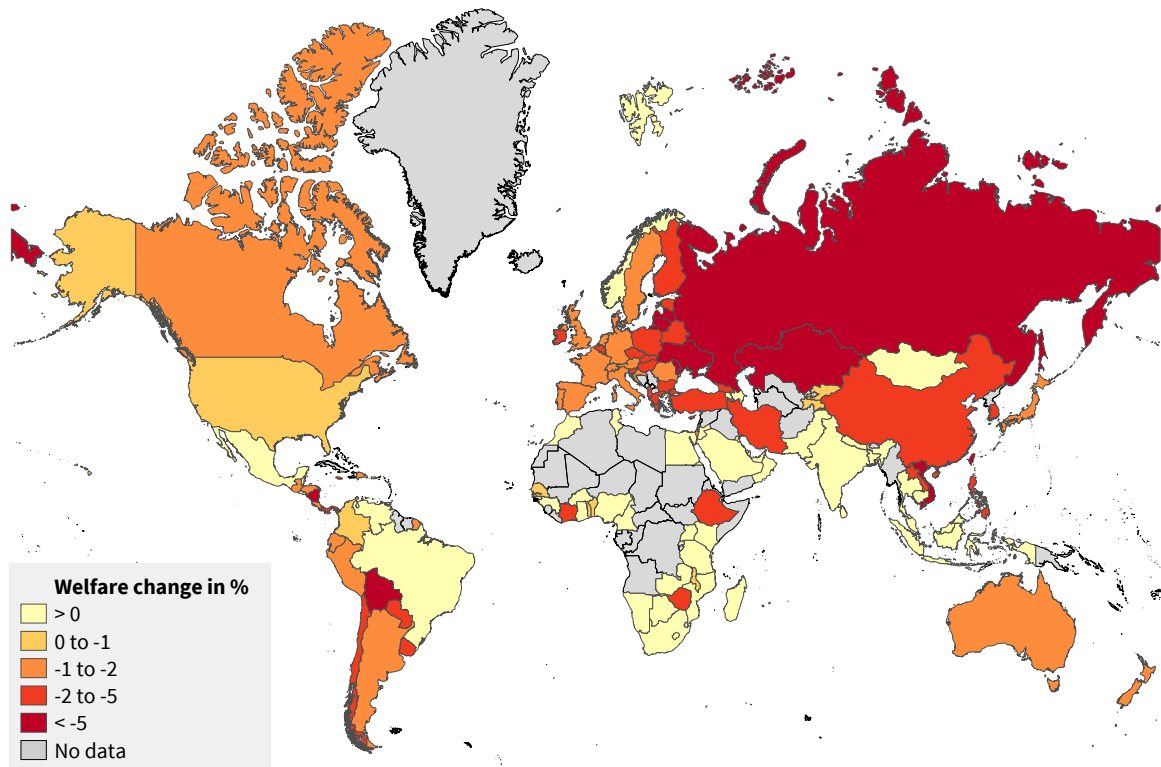 Welfare change in %
> 0
0 to -1
-1 to -2
-2 to -5
< -5
No data